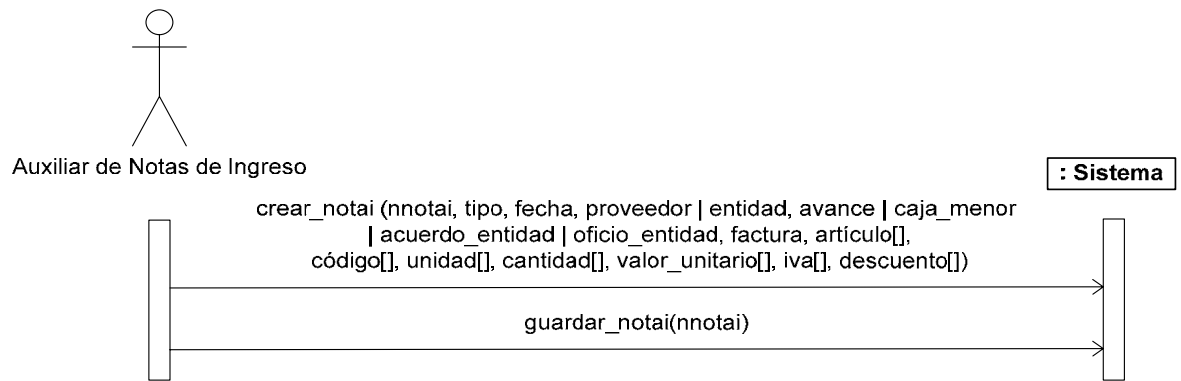 Auxiliar de Notas de Ingreso
: Sistema
crear_notai (nnotai, tipo, fecha, proveedor | entidad, avance | caja_menor
| acuerdo_entidad | oficio_entidad, factura, artículo[],
código[], unidad[], cantidad[], valor_unitario[], iva[], descuento[])
guardar_notai(nnotai)